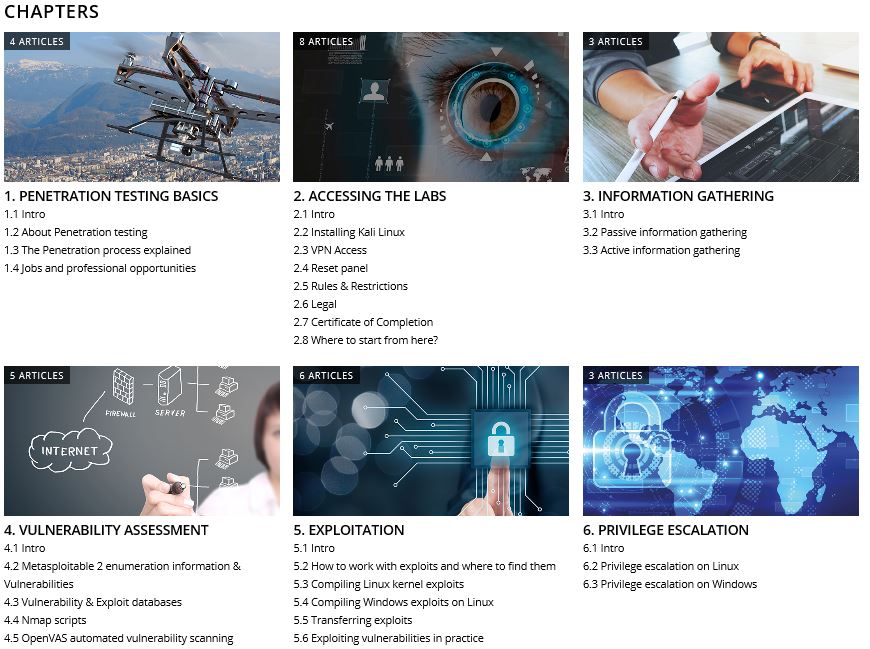 CHAPTERS
4 ARTICLES
1. PENETRATION TESTING BASICS
1.1 Intro
1.2 About Penetration testing
1.3 The Penetration process explained
1.4 Jobs and professional opportunities
8 ARTICLES
2. ACCESSING THE LABS
2.1 Intro
2.2 Installing Kali Linux
2.3 VPN Access
2.4 Reset panel
2.5 Rules & Restrictions
2.6 Legal
2.7 Certificate of Completion
2.8 Where to start from here?
3 ARTICLES
3. INFORMATION GATHERING
3.1 Intro
3.2 Passive information gathering
3.3 Active information gathering
5 ARTICLES
FIREWALL
SERVER
INTERNET
4. VULNERABILITY ASSESSMENT
4.1 Intro
4.2 Metasploitable 2 enumeration information &
Vulnerabilities
4.3 Vulnerability & Exploit databases
4.4 Nmap scripts
4.5 OpenVAS automated vulnerability scanning
6 ARTICLES
5. EXPLOITATION
5.1 Intro
5.2 How to work with exploits and where to find them
5.3 Compiling Linux kernel exploits
5.4 Compiling Windows exploits on Linux
5.5 Transferring exploits
5.6 Exploiting vulnerabilities in practice
3 ARTICLES
6. PRIVILEGE ESCALATION
6.1 Intro
6.2 Privilege escalation on Linux
6.3 Privilege escalation on Windows